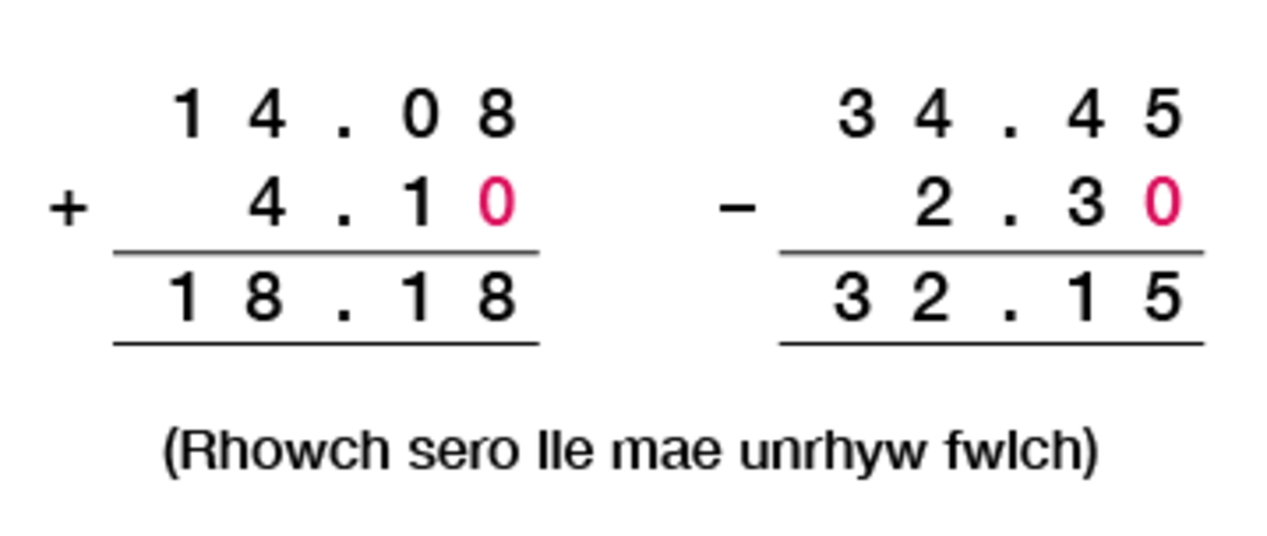 14.08 34.45
+ 4.10 – 2.30
18.18 32.15
(Rhowch sero lle mae unrhyw fwlch)